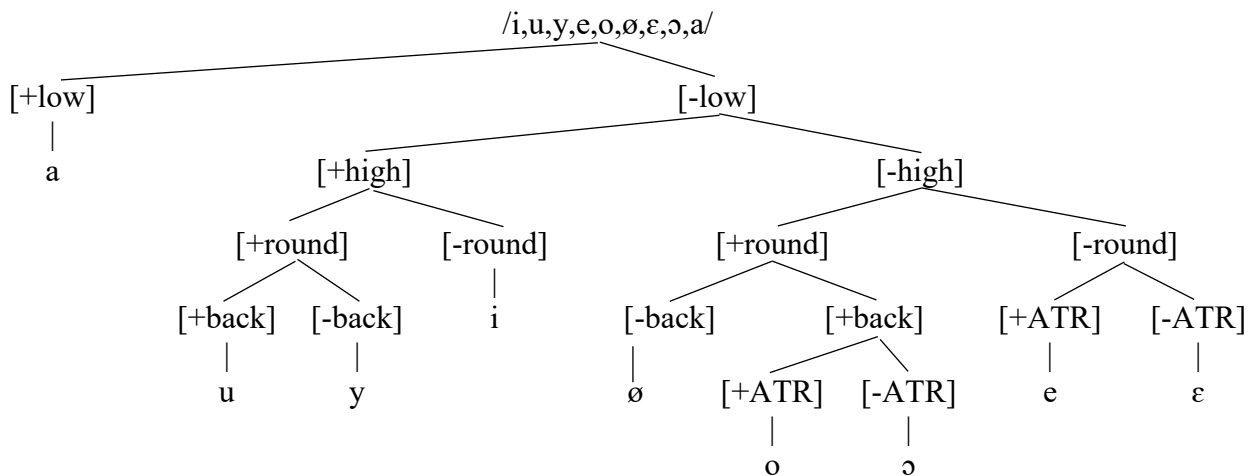 /i,u,y,e,o,ø,ɛ,ɔ,a/
[+low] [-low]
a [+high] [-high]
[+round] [-round] [+round] [-round]
[+back] [-back] i [-back] [+back] [+ATR] [-ATR]
u y ø [+ATR] [-ATR] e ɛ
o ɔ